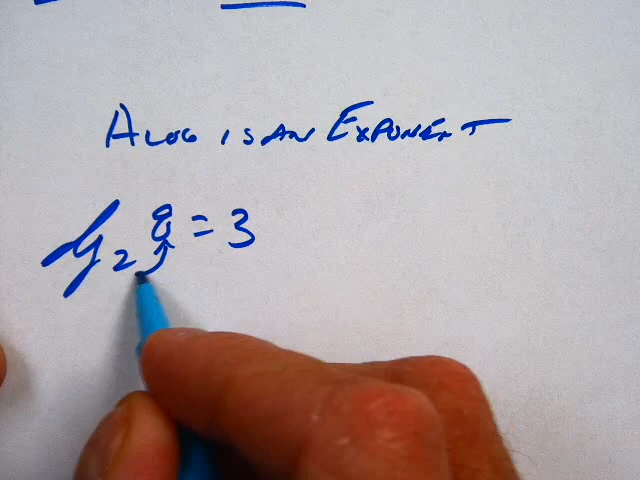 A LOG IS AN EXPONENT
log₂ 8 = 3